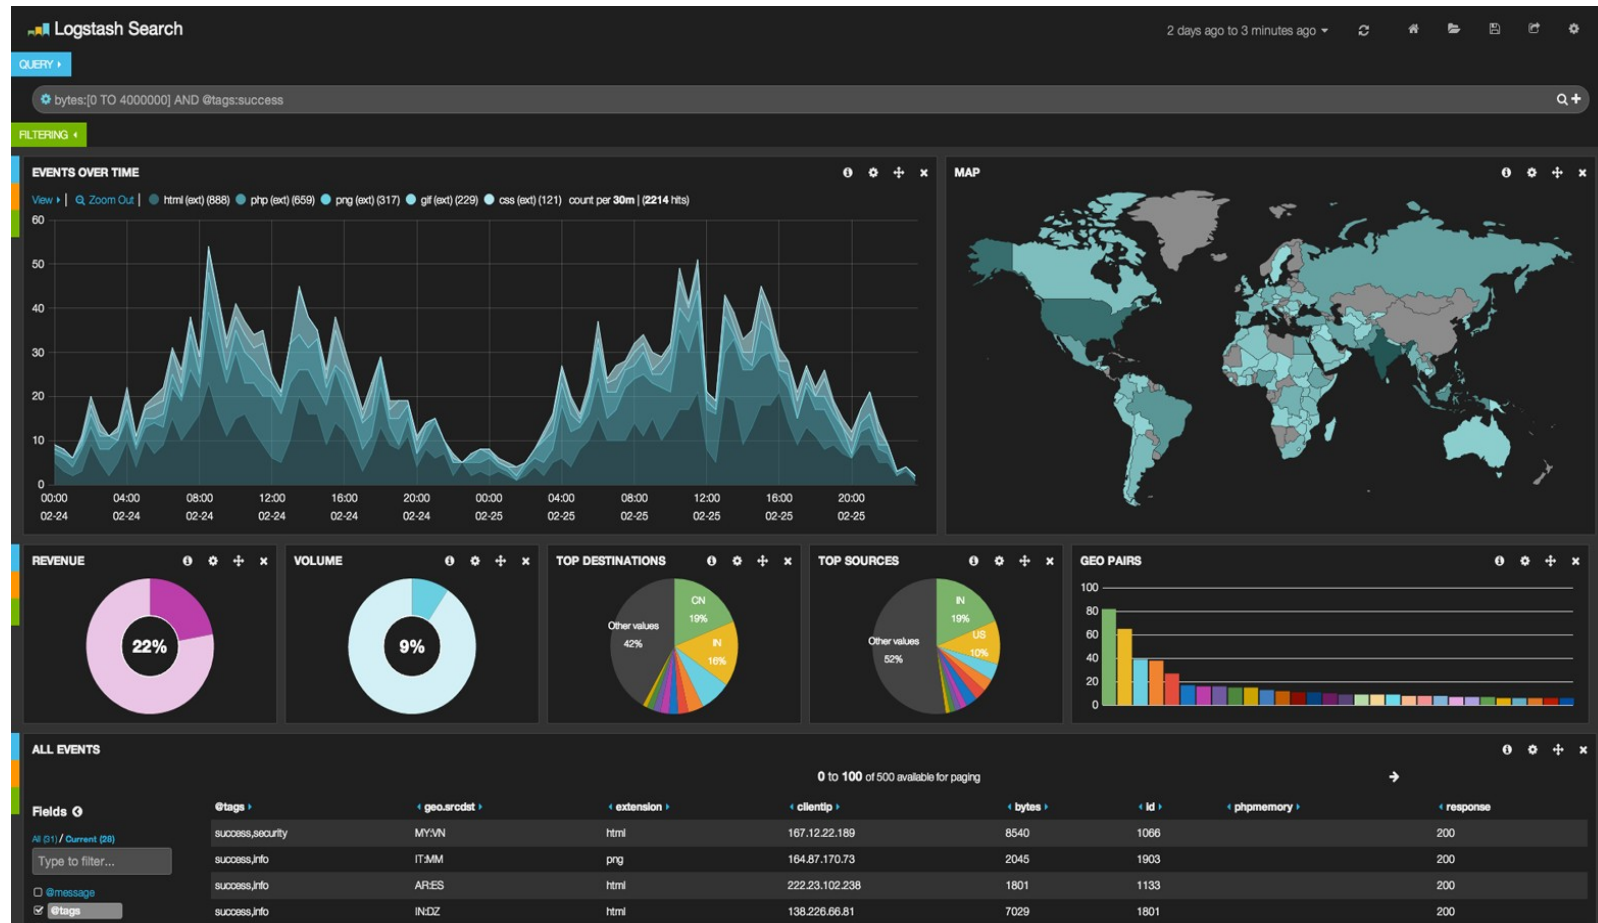 Logstash Search
2 days ago to 3 minutes ago
QUERY
bytes:[0 TO 4000000] AND @tags:success
FILTERING
EVENTS OVER TIME
View | Zoom Out | html (ext) (888) php (ext) (659) png (ext) (317) gif (ext) (229) css (ext) (121) count per 30m | (2214 hits)
60
50
40
30
20
10
0
00:00 04:00 08:00 12:00 16:00 20:00 00:00 04:00 08:00 12:00 16:00 20:00
02-24 02-24 02-24 02-24 02-24 02-24 02-25 02-25 02-25 02-25 02-25 02-25
MAP
REVENUE
22%
VOLUME
9%
TOP DESTINATIONS
CN
19%
IN
16%
Other values
42%
TOP SOURCES
IN
19%
US
10%
Other values
52%
GEO PAIRS
100
80
60
40
20
0
ALL EVENTS
0 to 100 of 500 available for paging
Fields
All (31) / Current (28)
Type to filter...
@message
@tags
@tags geo.srcdst extension clientip bytes id phpmemory response
success,security MY:VN html 167.12.22.189 8540 1066 200
success,info IT:MM png 164.87.170.73 2045 1903 200
success,info AR:ES html 222.23.102.238 1801 1133 200
success,info IN:DZ html 138.226.66.81 7029 1801 200